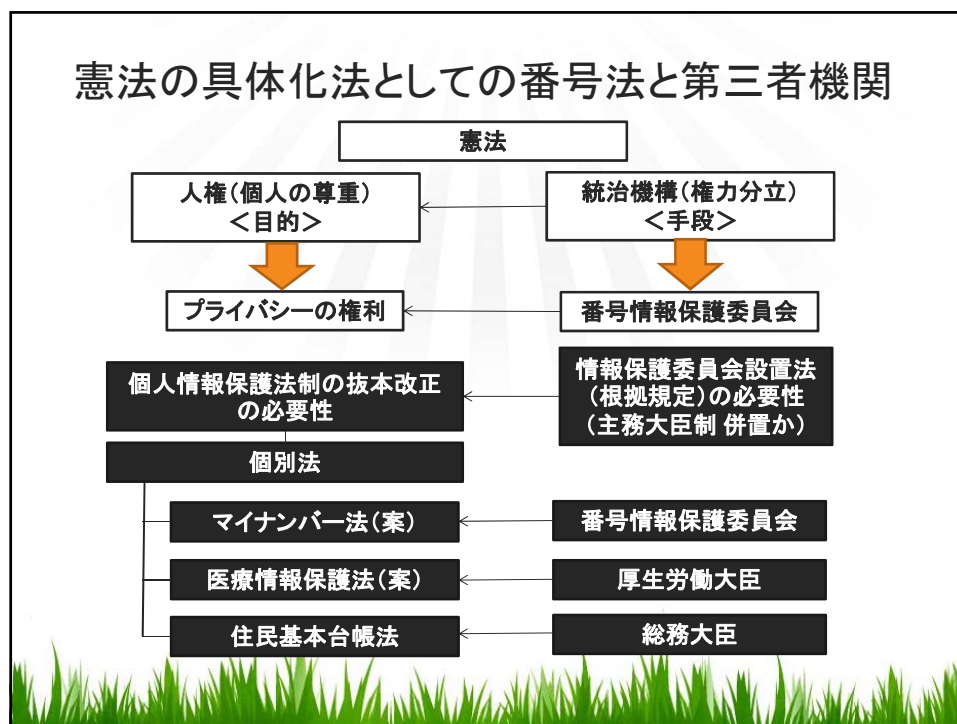 憲法の具体化法としての番号法と第三者機関
憲法
人権(個人の尊重)
<目的>
統治機構(権力分立)
<手段>
プライバシーの権利
番号情報保護委員会
個人情報保護法制の抜本改正
の必要性
情報保護委員会設置法
(根拠規定)の必要性
(主務大臣制 併置か)
個別法
マイナンバー法(案)
番号情報保護委員会
医療情報保護法(案)
厚生労働大臣
住民基本台帳法
総務大臣